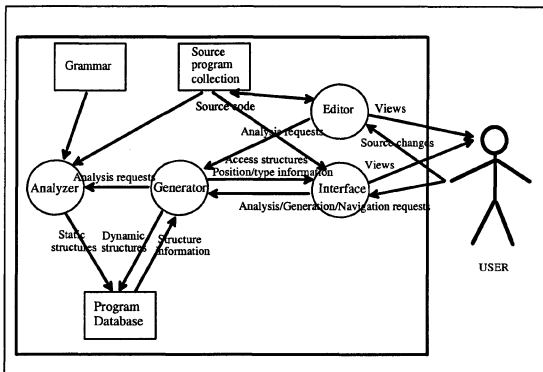 Grammar
Source
program
collection
Source code
Editor
Views
Analysis requests
Source changes
Access structures
Position/type information
Views
Analysis requests
Analyzer
Generator
Interface
Analysis/Generation/Navigation requests
Static
structures
Dynamic
structures
Structure
information
USER
Program
Database